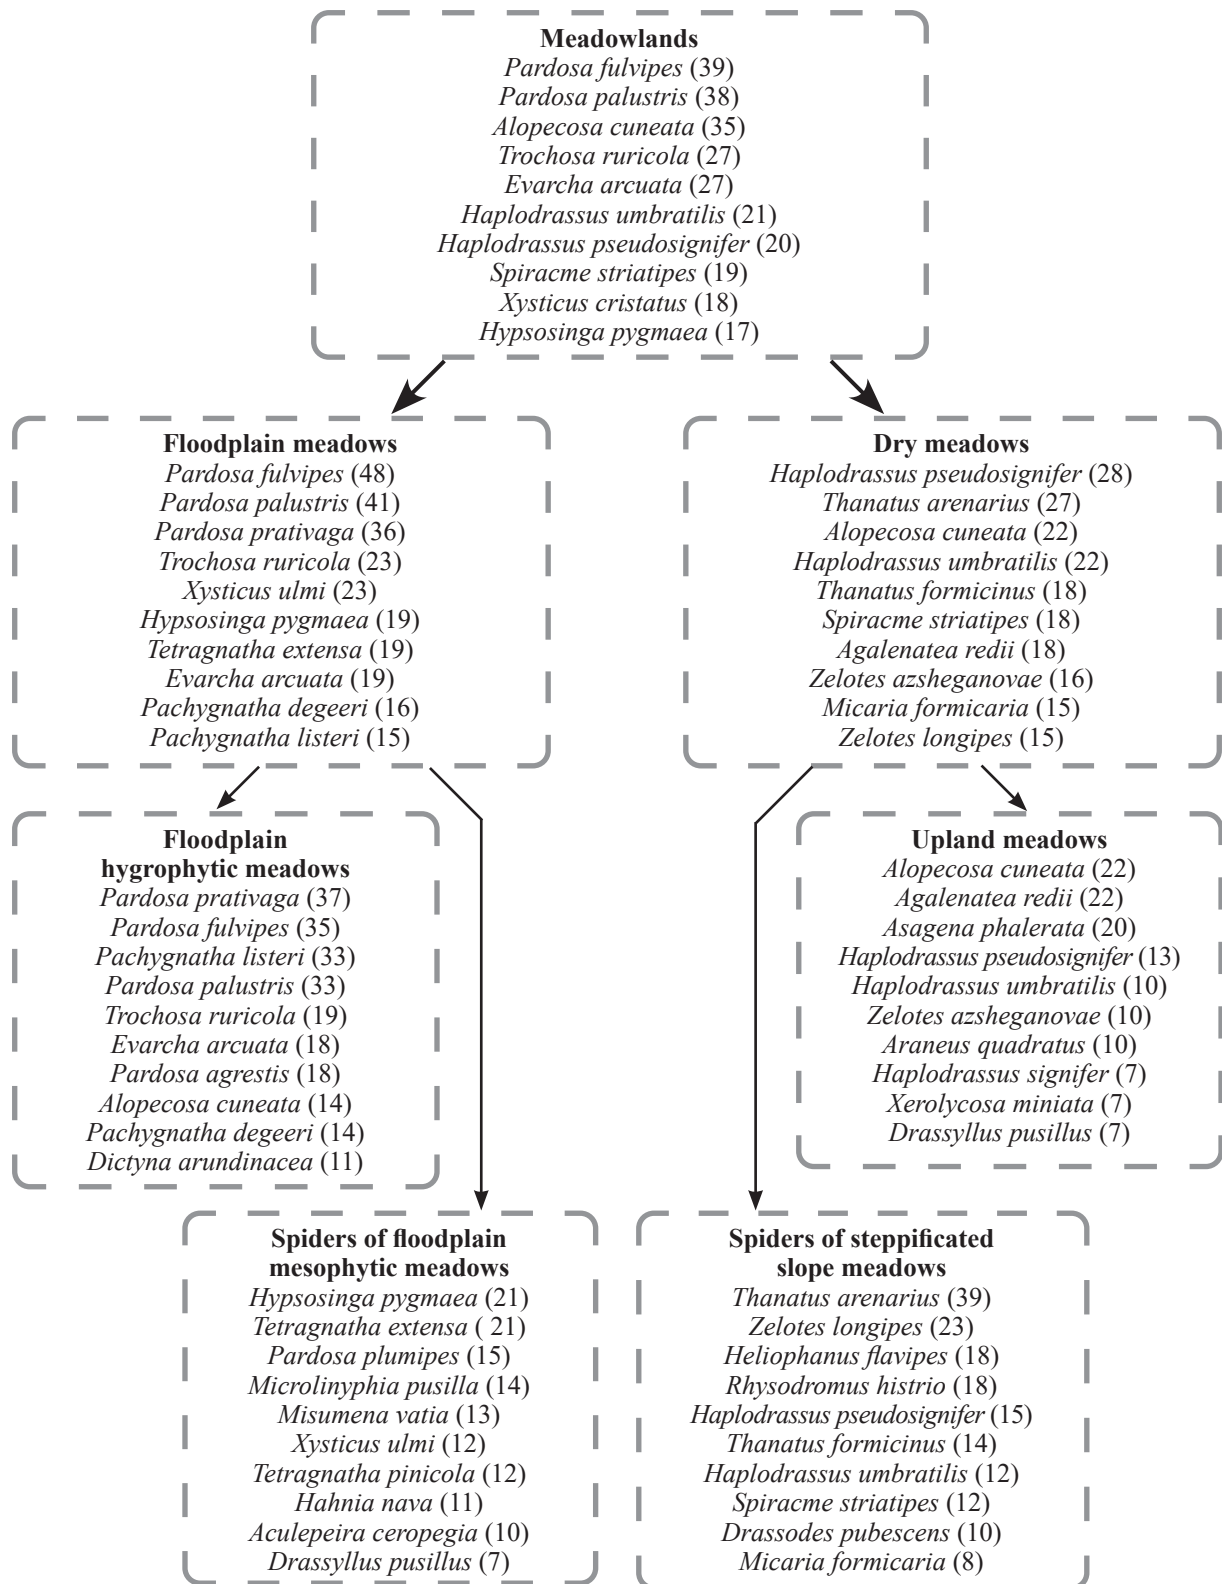 Meadowlands
Pardosa fulvipes (39)
Pardosa palustris (38)
Alopecosa cuneata (35)
Trochosa ruricola (27)
Evarcha arcuata (27)
Haplodrassus umbratilis (21)
Haplodrassus pseudosignifer (20)
Spiracme striatipes (19)
Xysticus cristatus (18)
Hypsosinga pygmaea (17)
Floodplain meadows
Pardosa fulvipes (48)
Pardosa palustris (41)
Pardosa prativaga (36)
Trochosa ruricola (23)
Xysticus ulmi (23)
Hypsosinga pygmaea (19)
Tetragnatha extensa (19)
Evarcha arcuata (19)
Pachygnatha degeeri (16)
Pachygnatha listeri (15)
Dry meadows
Haplodrassus pseudosignifer (28)
Thanatus arenarius (27)
Alopecosa cuneata (22)
Haplodrassus umbratilis (22)
Thanatus formicinus (18)
Spiracme striatipes (18)
Agalenatea redii (18)
Zelotes azsheganovae (16)
Micaria formicaria (15)
Zelotes longipes (15)
Floodplain
hygrophytic meadows
Pardosa prativaga (37)
Pardosa fulvipes (35)
Pachygnatha listeri (33)
Pardosa palustris (33)
Trochosa ruricola (19)
Evarcha arcuata (18)
Pardosa agrestis (18)
Alopecosa cuneata (14)
Pachygnatha degeeri (14)
Dictyna arundinacea (11)
Upland meadows
Alopecosa cuneata (22)
Agalenatea redii (22)
Asagena phalerata (20)
Haplodrassus pseudosignifer (13)
Haplodrassus umbratilis (10)
Zelotes azsheganovae (10)
Araneus quadratus (10)
Haplodrassus signifer (7)
Xerolycosa miniata (7)
Drassyllus pusillus (7)
Spiders of floodplain
mesophytic meadows
Hypsosinga pygmaea (21)
Tetragnatha extensa ( 21)
Pardosa plumipes (15)
Microlinyphia pusilla (14)
Misumena vatia (13)
Xysticus ulmi (12)
Tetragnatha pinicola (12)
Hahnia nava (11)
Aculepeira ceropegia (10)
Drassyllus pusillus (7)
Spiders of steppificated
slope meadows
Thanatus arenarius (39)
Zelotes longipes (23)
Heliophanus flavipes (18)
Rhysodromus histrio (18)
Haplodrassus pseudosignifer (15)
Thanatus formicinus (14)
Haplodrassus umbratilis (12)
Spiracme striatipes (12)
Drassodes pubescens (10)
Micaria formicaria (8)